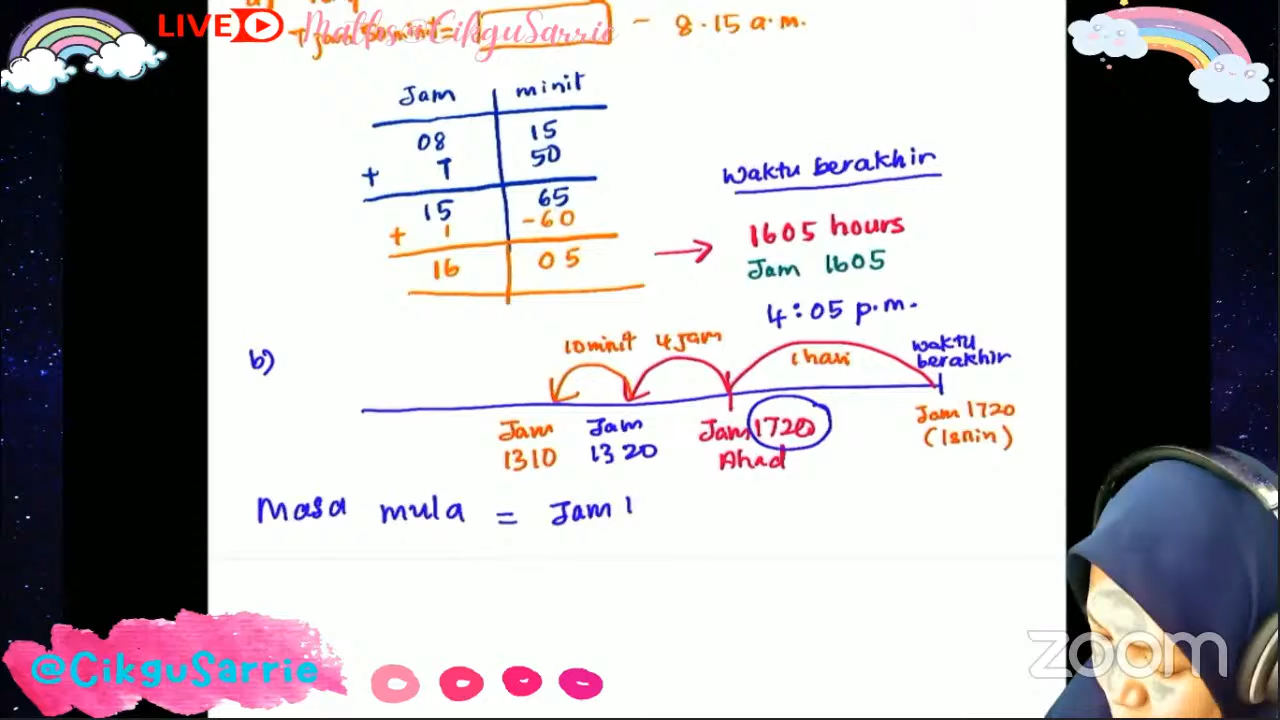 LIVE Maths@CikguSarrie
- 8.15 a.m.
Jam minit
08 15
+ 7 50
15 65
+ 1 -60
16 05
Waktu berakhir
1605 hours
Jam 1605
4:05 p.m.
b)
10 minit 4 jam 1 hari waktu
berakhir
Jam Jam Jam 1720 Jam 1720
1310 1320 Ahad (Isnin)
Masa mula = Jam 1
@CikguSarrie
zoom